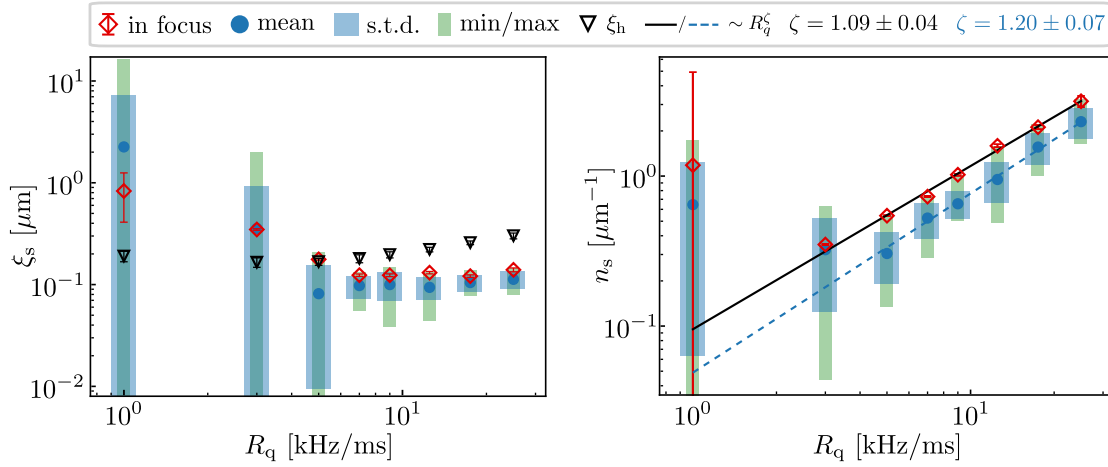 in focus mean s.t.d. min/max ξ_h / ∼ R_q^ζ ζ = 1.09 ± 0.04 ζ = 1.20 ± 0.07
ξ_s [μm]
10^1
10^0
10^−1
10^−2
10^0 10^1
R_q [kHz/ms]
n_s [μm^−1]
10^0
10^−1
10^0 10^1
R_q [kHz/ms]